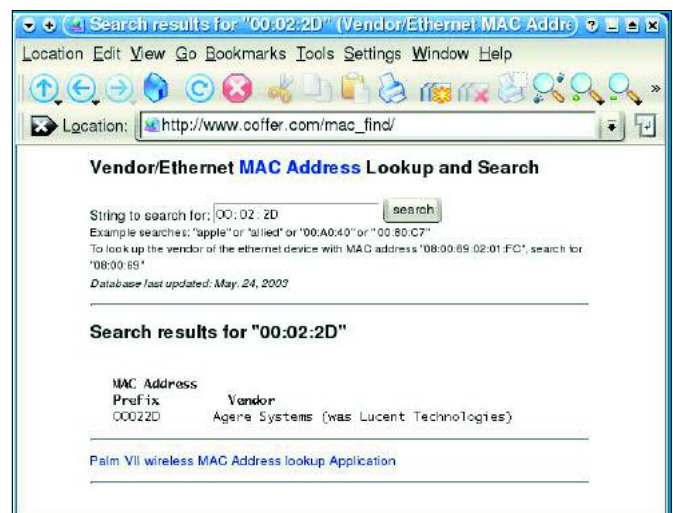 Search results for "00:02:2D" (Vendor/Ethernet MAC Addre)
Location Edit View Go Bookmarks Tools Settings Window Help
Location: http://www.coffer.com/mac_find/
Vendor/Ethernet MAC Address Lookup and Search
String to search for: 00:02:2D search
Example searches: "apple" or "allied" or "00:A0:40" or "00:80:C7"
To look up the vendor of the ethernet device with MAC address "08:00:69:02:01:FC", search for
"08:00:69"
Database last updated: May. 24, 2003
Search results for "00:02:2D"
MAC Address
Prefix Vendor
00022D Agere Systems (was Lucent Technologies)
Palm VII wireless MAC Address lookup Application